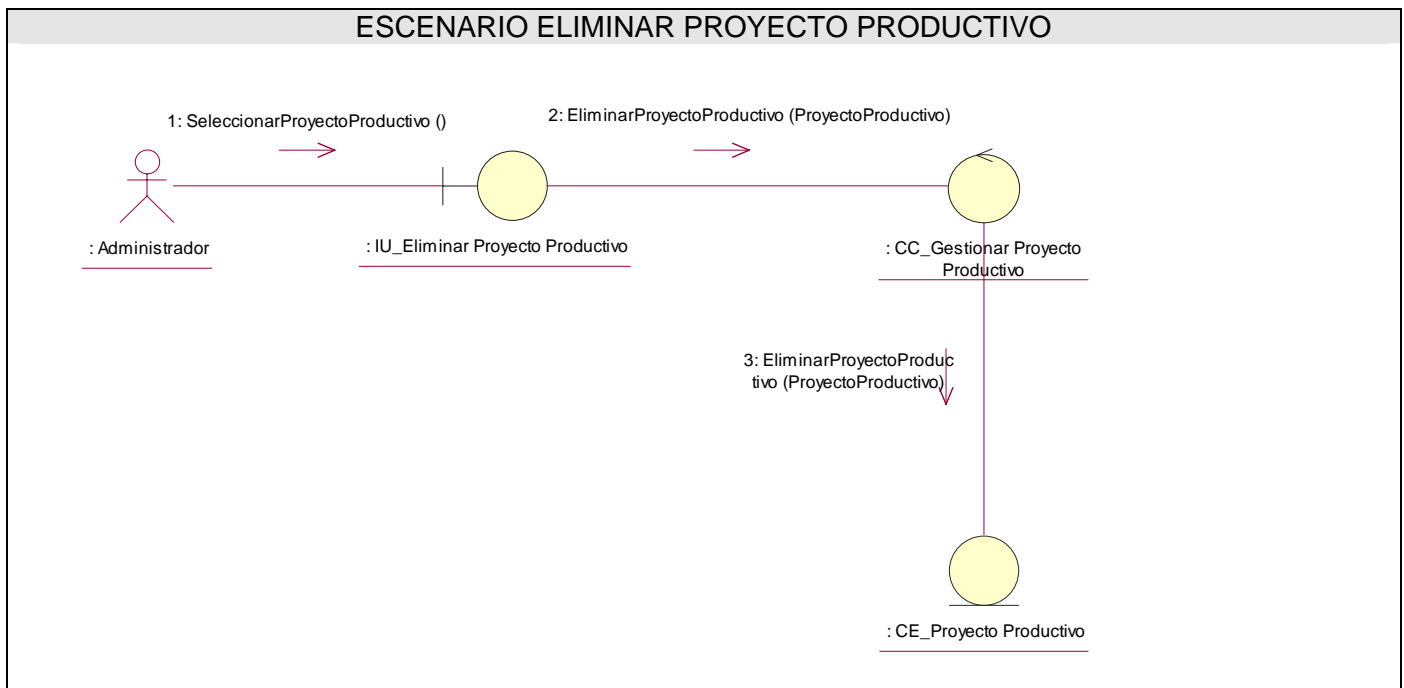 ESCENARIO ELIMINAR PROYECTO PRODUCTIVO
1: SeleccionarProyectoProductivo ()
2: EliminarProyectoProductivo (ProyectoProductivo)
: Administrador
: IU_Eliminar Proyecto Productivo
: CC_Gestionar Proyecto
Productivo
3: EliminarProyectoProduc
tivo (ProyectoProductivo)
: CE_Proyecto Productivo